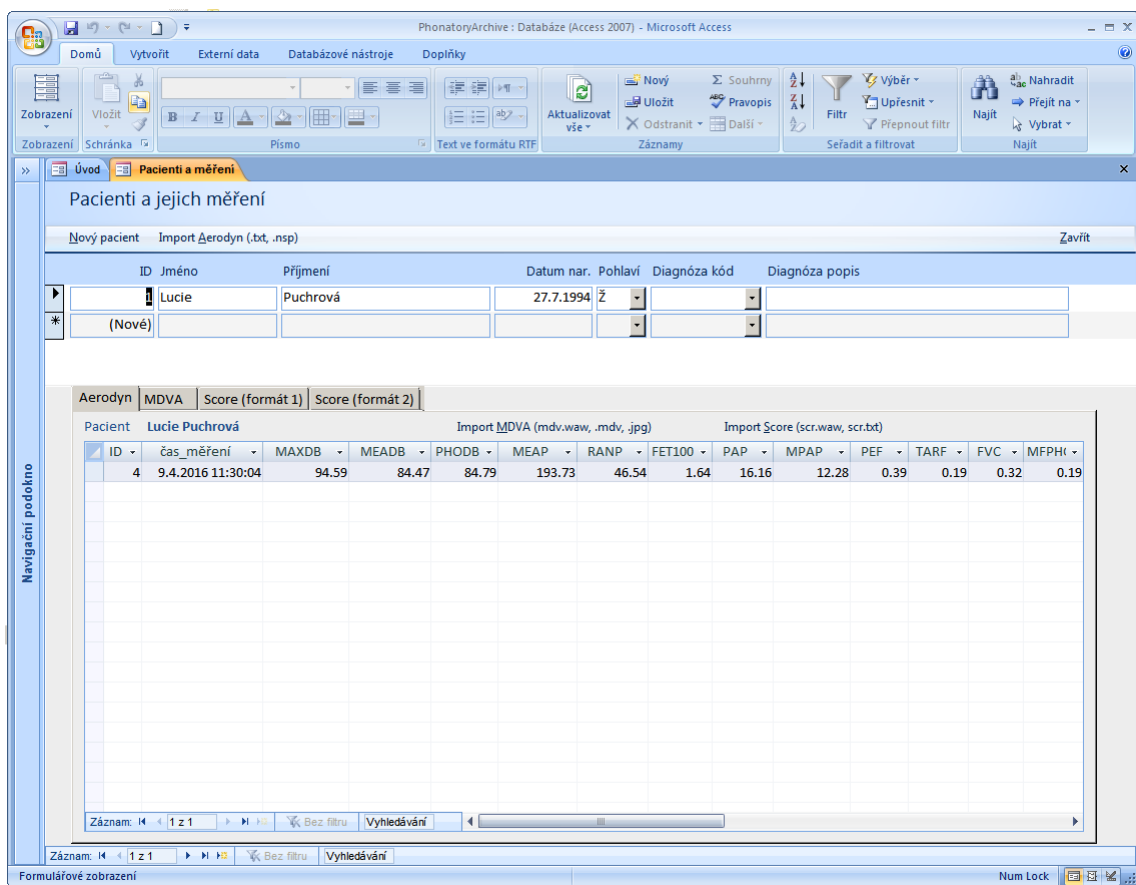 PhonatoryArchive : Databáze (Access 2007) - Microsoft Access
Domů Vytvořit Externí data Databázové nástroje Doplňky
Zobrazení
Vložit
B I U A
Aktualizovat vše
Nový
Uložit
Odstranit
Souhrny
Pravopis
Další
Filtr
Výběr
Upřesnit
Přepnout filtr
Najít
Nahradit
Přejít na
Vybrat
Zobrazení Schránka Písmo Text ve formátu RTF Záznamy Seřadit a filtrovat Najít
Úvod Pacienti a měření
Pacienti a jejich měření
Nový pacient Import Aerodyn (.txt, .nsp) Zavřít
ID Jméno Příjmení Datum nar. Pohlaví Diagnóza kód Diagnóza popis
1 Lucie Puchrová 27.7.1994 Ž
(Nové)
Aerodyn MDVA Score (formát 1) Score (formát 2)
Pacient Lucie Puchrová Import MDVA (mdv.waw, .mdv, .jpg) Import Score (scr.waw, scr.txt)
ID čas_měření MAXDB MEADB PHODB MEAP RANP FET100 PAP MPAP PEF TARF FVC MFPH(
4 9.4.2016 11:30:04 94.59 84.47 84.79 193.73 46.54 1.64 16.16 12.28 0.39 0.19 0.32 0.19
Navigační podokno
Záznam: 1 z 1 Bez filtru Vyhledávání
Záznam: 1 z 1 Bez filtru Vyhledávání
Formulářové zobrazení Num Lock